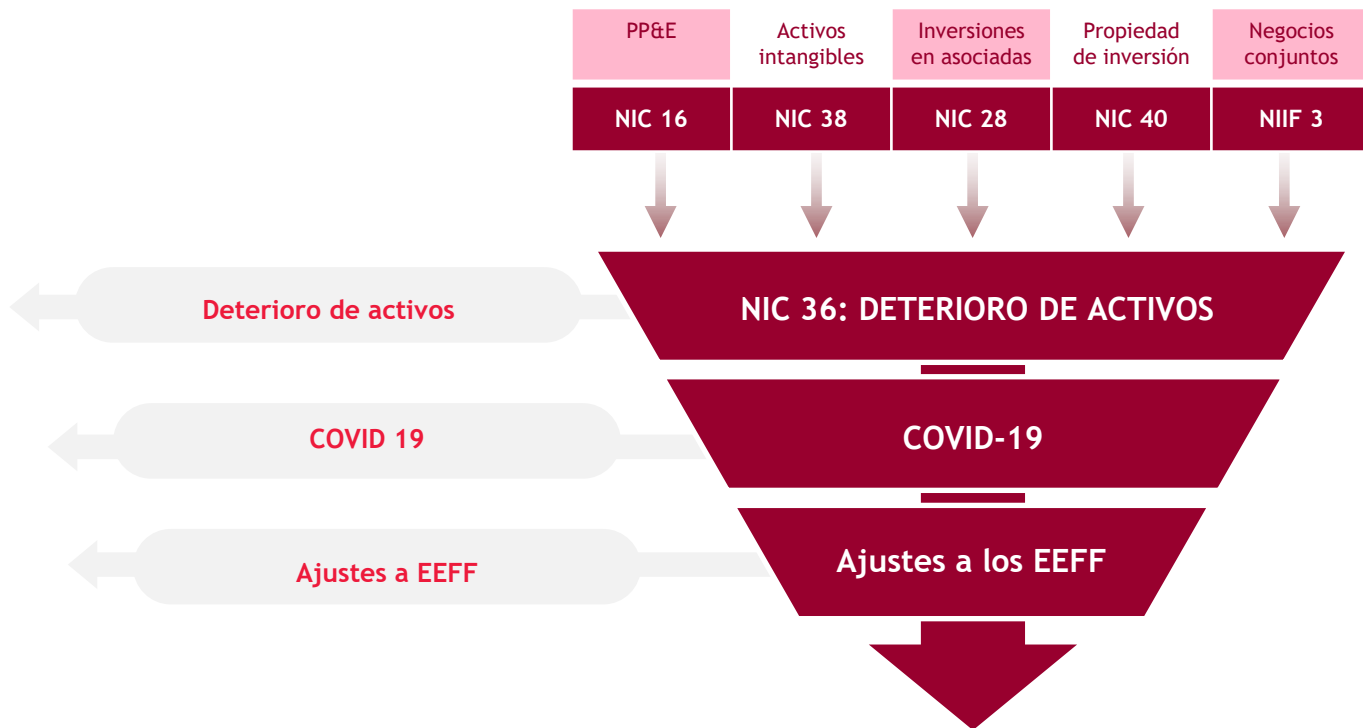 PP&E
Activos
intangibles
Inversiones
en asociadas
Propiedad
de inversión
Negocios
conjuntos
NIC 16
NIC 38
NIC 28
NIC 40
NIIF 3
Deterioro de activos
NIC 36: DETERIORO DE ACTIVOS
COVID 19
COVID-19
Ajustes a EEFF
Ajustes a los EEFF